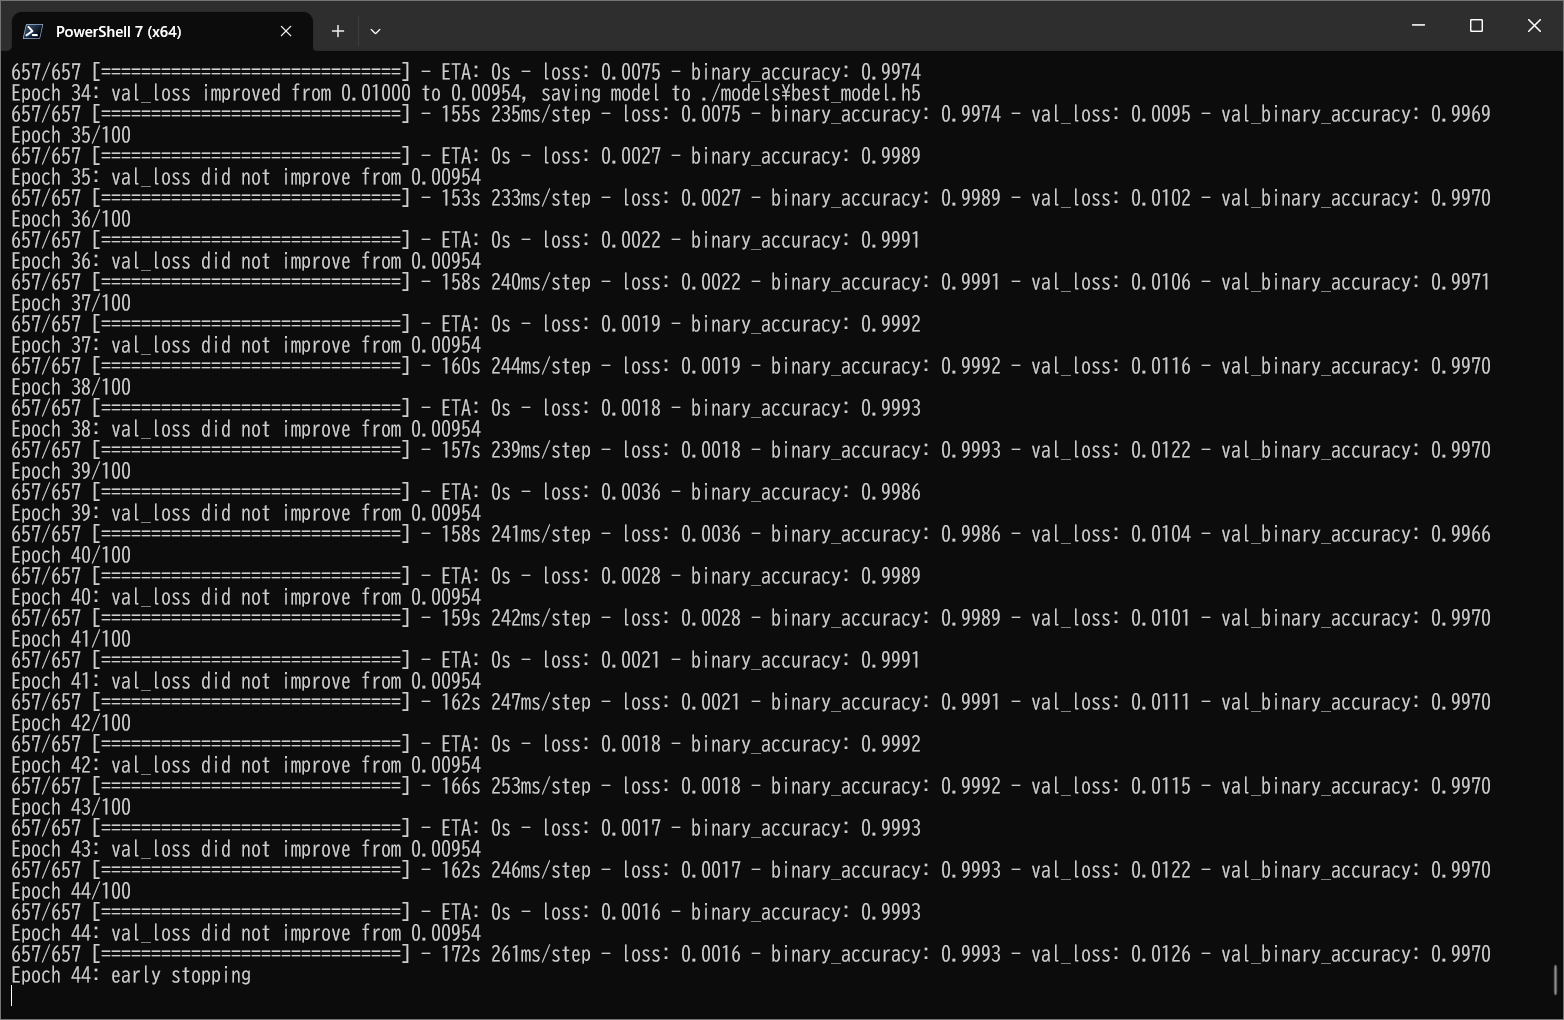 PowerShell 7 (x64)
657/657 [==============================] - ETA: 0s - loss: 0.0075 - binary_accuracy: 0.9974
Epoch 34: val_loss improved from 0.01000 to 0.00954, saving model to ./models¥best_model.h5
657/657 [==============================] - 155s 235ms/step - loss: 0.0075 - binary_accuracy: 0.9974 - val_loss: 0.0095 - val_binary_accuracy: 0.9969
Epoch 35/100
657/657 [==============================] - ETA: 0s - loss: 0.0027 - binary_accuracy: 0.9989
Epoch 35: val_loss did not improve from 0.00954
657/657 [==============================] - 153s 233ms/step - loss: 0.0027 - binary_accuracy: 0.9989 - val_loss: 0.0102 - val_binary_accuracy: 0.9970
Epoch 36/100
657/657 [==============================] - ETA: 0s - loss: 0.0022 - binary_accuracy: 0.9991
Epoch 36: val_loss did not improve from 0.00954
657/657 [==============================] - 158s 240ms/step - loss: 0.0022 - binary_accuracy: 0.9991 - val_loss: 0.0106 - val_binary_accuracy: 0.9971
Epoch 37/100
657/657 [==============================] - ETA: 0s - loss: 0.0019 - binary_accuracy: 0.9992
Epoch 37: val_loss did not improve from 0.00954
657/657 [==============================] - 160s 244ms/step - loss: 0.0019 - binary_accuracy: 0.9992 - val_loss: 0.0116 - val_binary_accuracy: 0.9970
Epoch 38/100
657/657 [==============================] - ETA: 0s - loss: 0.0018 - binary_accuracy: 0.9993
Epoch 38: val_loss did not improve from 0.00954
657/657 [==============================] - 157s 239ms/step - loss: 0.0018 - binary_accuracy: 0.9993 - val_loss: 0.0122 - val_binary_accuracy: 0.9970
Epoch 39/100
657/657 [==============================] - ETA: 0s - loss: 0.0036 - binary_accuracy: 0.9986
Epoch 39: val_loss did not improve from 0.00954
657/657 [==============================] - 158s 241ms/step - loss: 0.0036 - binary_accuracy: 0.9986 - val_loss: 0.0104 - val_binary_accuracy: 0.9966
Epoch 40/100
657/657 [==============================] - ETA: 0s - loss: 0.0028 - binary_accuracy: 0.9989
Epoch 40: val_loss did not improve from 0.00954
657/657 [==============================] - 159s 242ms/step - loss: 0.0028 - binary_accuracy: 0.9989 - val_loss: 0.0101 - val_binary_accuracy: 0.9970
Epoch 41/100
657/657 [==============================] - ETA: 0s - loss: 0.0021 - binary_accuracy: 0.9991
Epoch 41: val_loss did not improve from 0.00954
657/657 [==============================] - 162s 247ms/step - loss: 0.0021 - binary_accuracy: 0.9991 - val_loss: 0.0111 - val_binary_accuracy: 0.9970
Epoch 42/100
657/657 [==============================] - ETA: 0s - loss: 0.0018 - binary_accuracy: 0.9992
Epoch 42: val_loss did not improve from 0.00954
657/657 [==============================] - 166s 253ms/step - loss: 0.0018 - binary_accuracy: 0.9992 - val_loss: 0.0115 - val_binary_accuracy: 0.9970
Epoch 43/100
657/657 [==============================] - ETA: 0s - loss: 0.0017 - binary_accuracy: 0.9993
Epoch 43: val_loss did not improve from 0.00954
657/657 [==============================] - 162s 246ms/step - loss: 0.0017 - binary_accuracy: 0.9993 - val_loss: 0.0122 - val_binary_accuracy: 0.9970
Epoch 44/100
657/657 [==============================] - ETA: 0s - loss: 0.0016 - binary_accuracy: 0.9993
Epoch 44: val_loss did not improve from 0.00954
657/657 [==============================] - 172s 261ms/step - loss: 0.0016 - binary_accuracy: 0.9993 - val_loss: 0.0126 - val_binary_accuracy: 0.9970
Epoch 44: early stopping